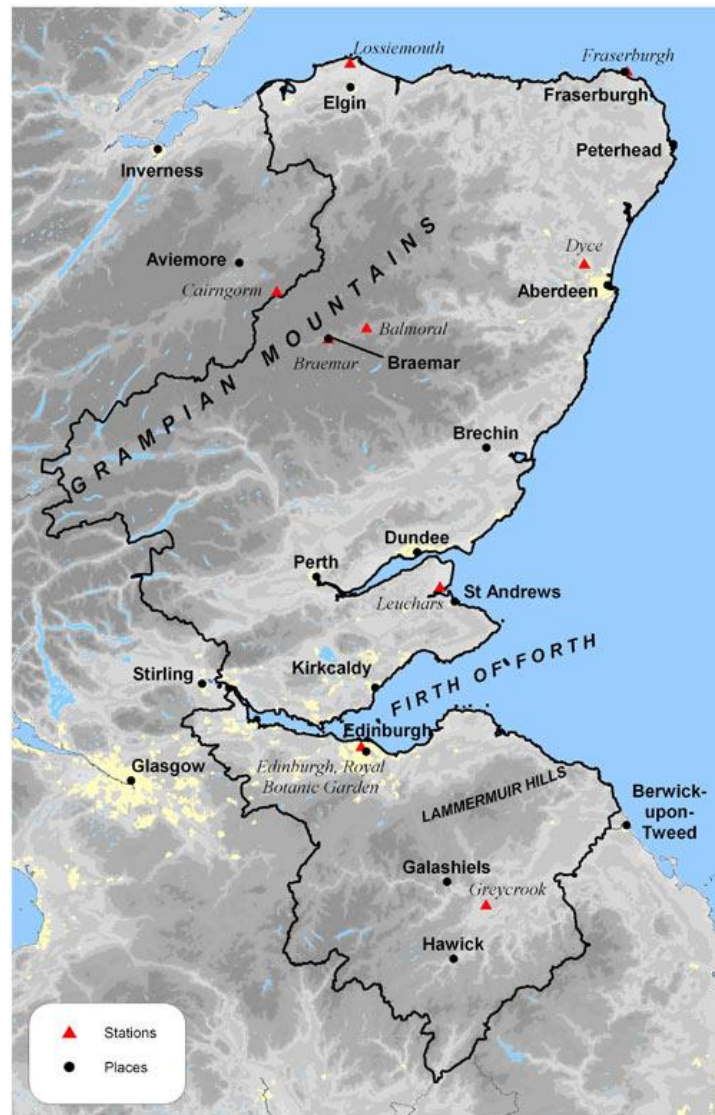 Lossiemouth
Fraserburgh
Elgin
Fraserburgh
Inverness
Peterhead
Aviemore
Dyce
Cairngorm
Aberdeen
GRAMPIAN MOUNTAINS
Balmoral
Braemar
Braemar
Brechin
Dundee
Perth
Leuchars
St Andrews
Stirling
Kirkcaldy
FIRTH OF FORTH
Edinburgh
Glasgow
Edinburgh, Royal
Botanic Garden
LAMMERMUIR HILLS
Berwick-
upon-
Tweed
Galashiels
Greycrook
Hawick
Stations
Places